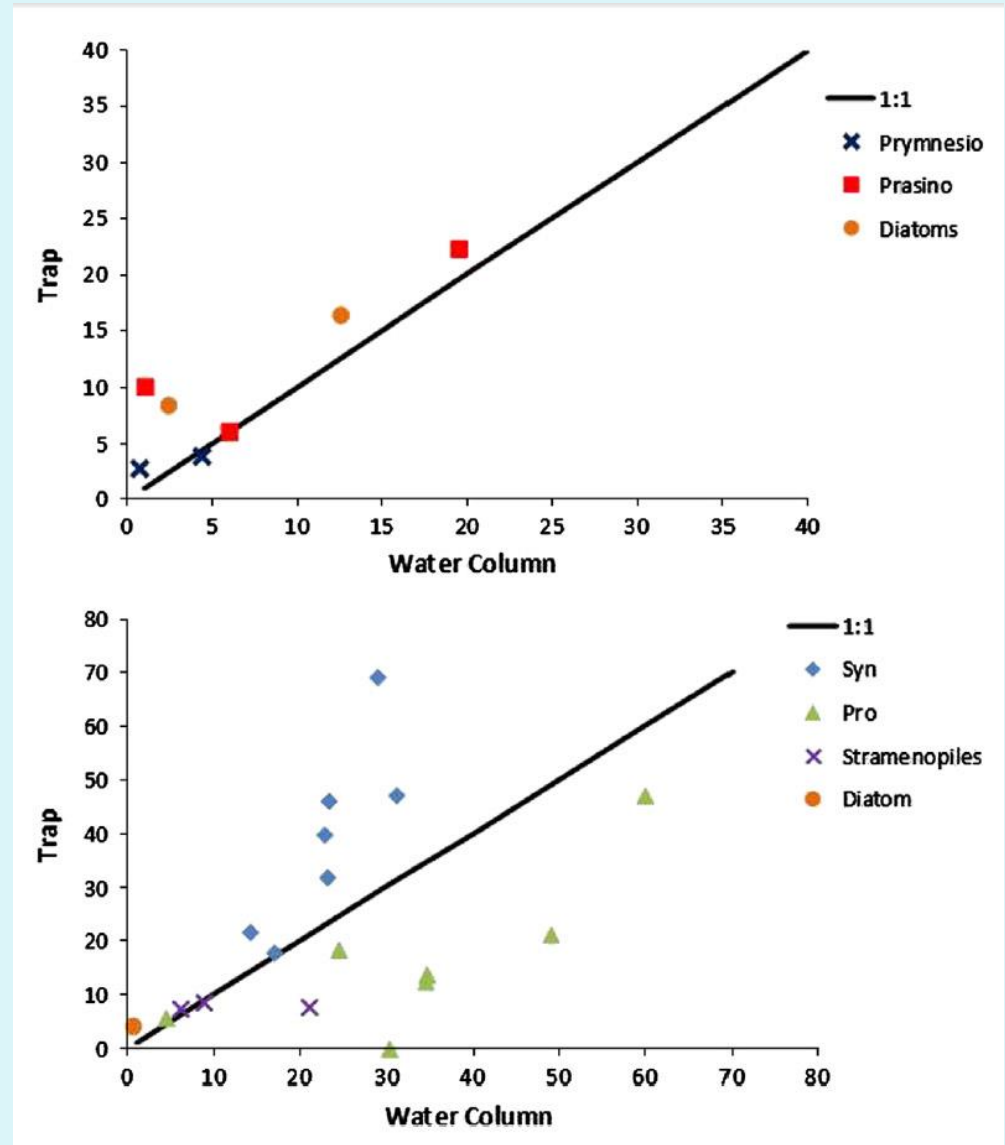 40
35
30
25
20
15
10
5
0
Trap
0 5 10 15 20 25 30 35 40
Water Column
1:1
Prymnesio
Prasino
Diatoms
80
70
60
50
40
30
20
10
0
Trap
0 10 20 30 40 50 60 70 80
Water Column
1:1
Syn
Pro
Stramenopiles
Diatom